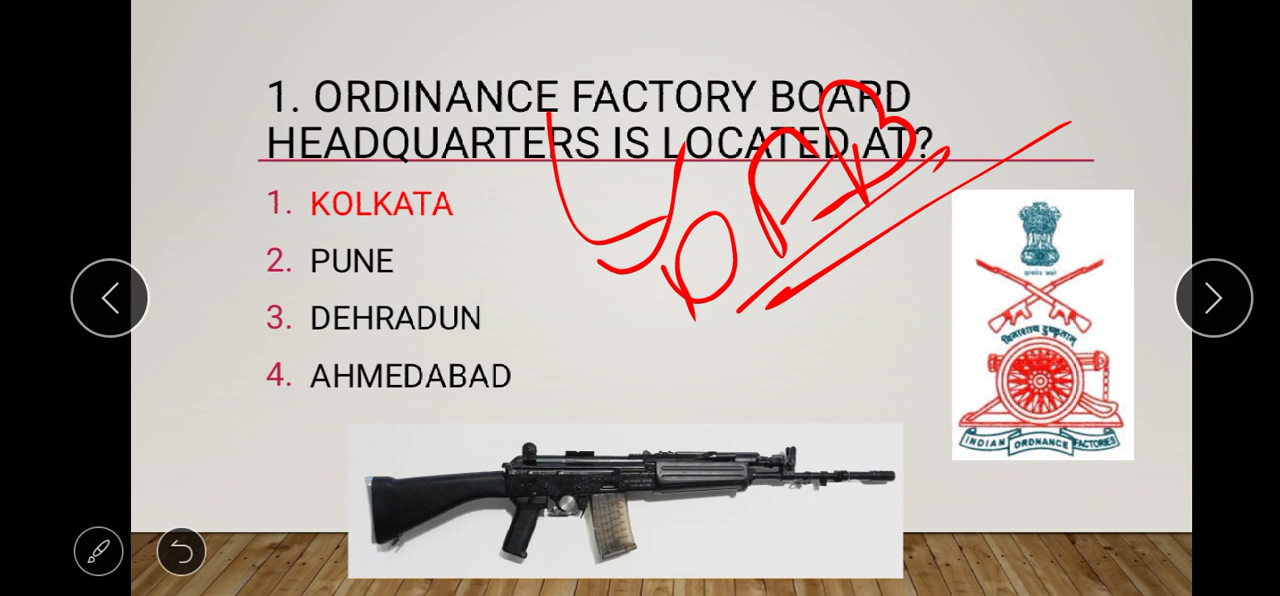 1. ORDINANCE FACTORY BOARD
HEADQUARTERS IS LOCATED AT?
1. KOLKATA
2. PUNE
3. DEHRADUN
4. AHMEDABAD
विनाशाय दुष्कृताम्
INDIAN ORDNANCE FACTORIES